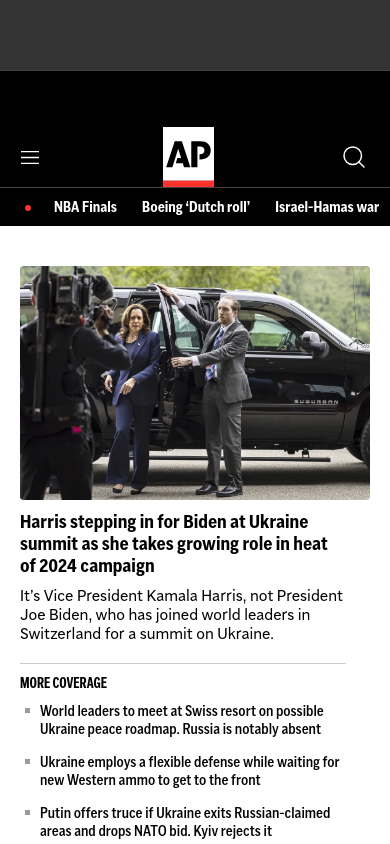 AP
NBA Finals Boeing ‘Dutch roll’ Israel-Hamas war
SUBURBAN
Harris stepping in for Biden at Ukraine
summit as she takes growing role in heat
of 2024 campaign
It’s Vice President Kamala Harris, not President
Joe Biden, who has joined world leaders in
Switzerland for a summit on Ukraine.
MORE COVERAGE
World leaders to meet at Swiss resort on possible
Ukraine peace roadmap. Russia is notably absent
Ukraine employs a flexible defense while waiting for
new Western ammo to get to the front
Putin offers truce if Ukraine exits Russian-claimed
areas and drops NATO bid. Kyiv rejects it